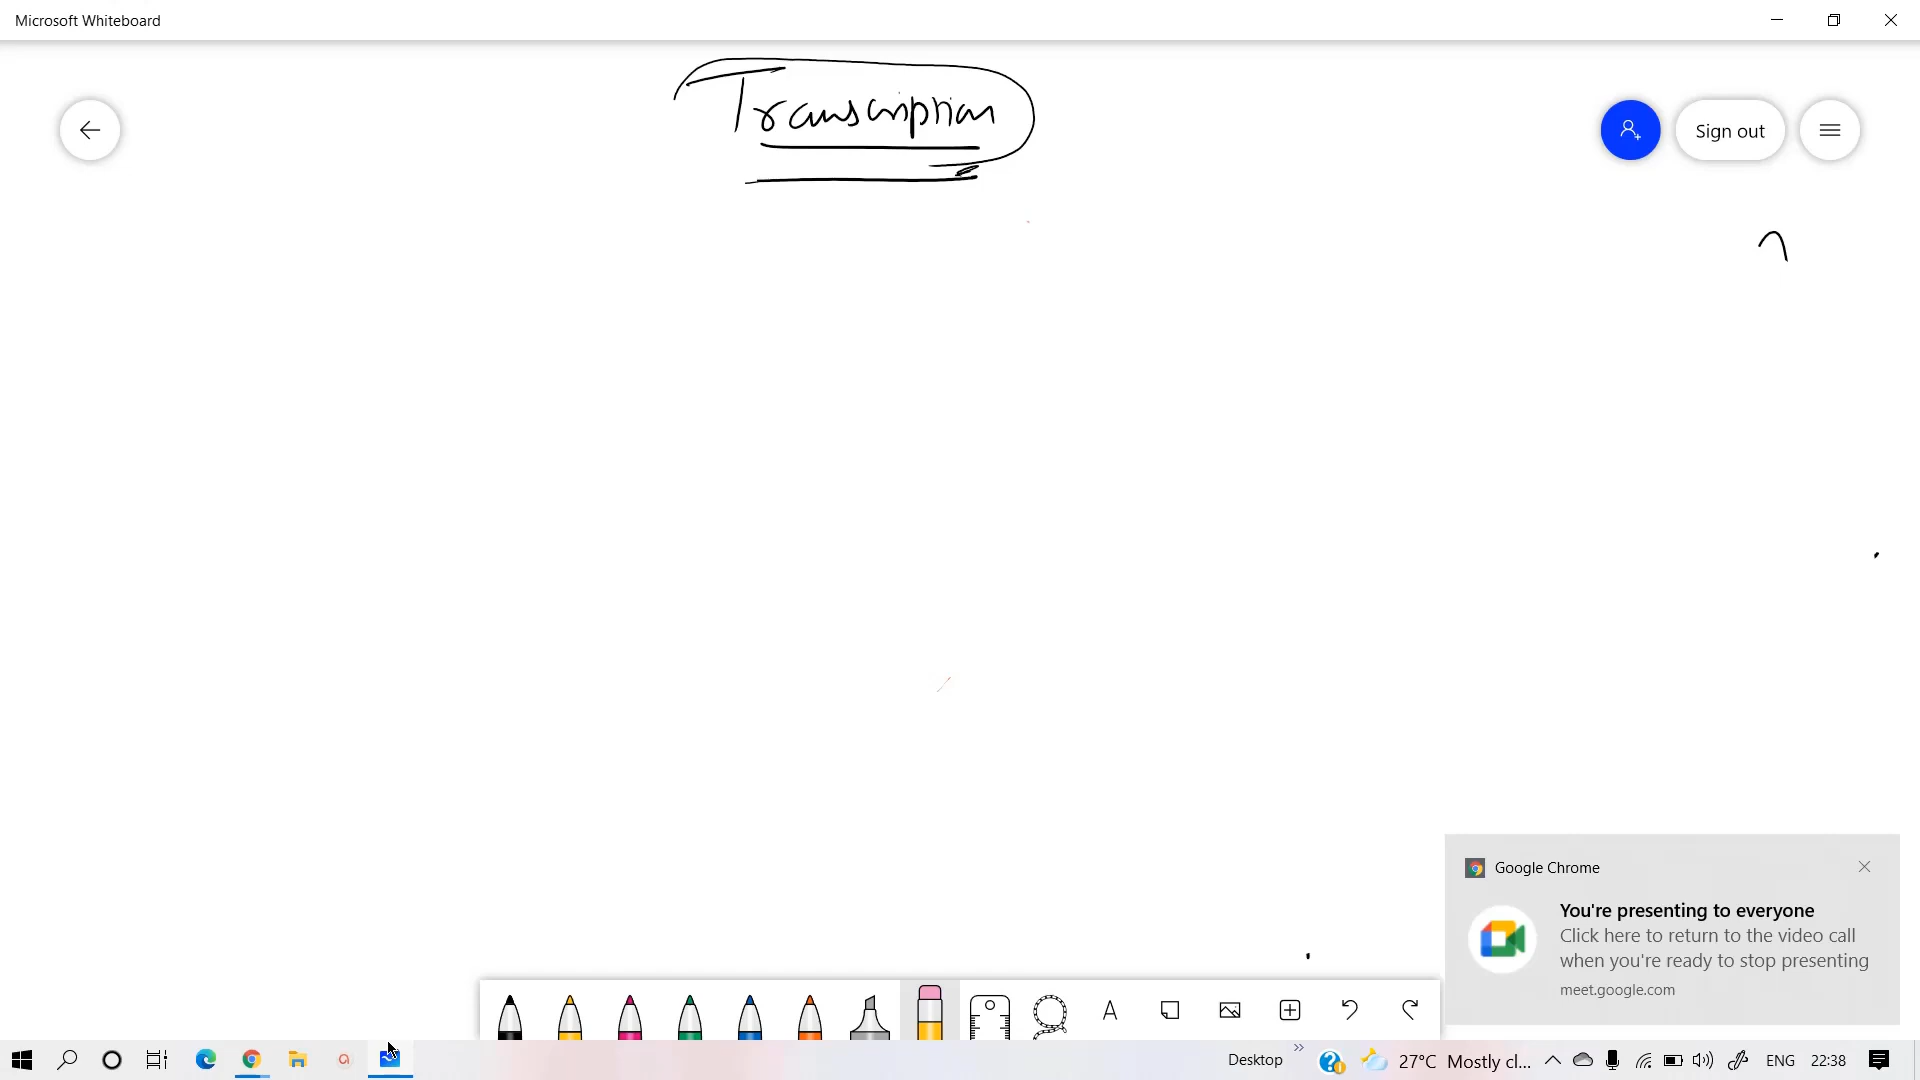 Microsoft Whiteboard
Transcription
Sign out
Google Chrome
You're presenting to everyone
Click here to return to the video call
when you're ready to stop presenting
meet.google.com
Desktop
27°C Mostly cl...
ENG
22:38